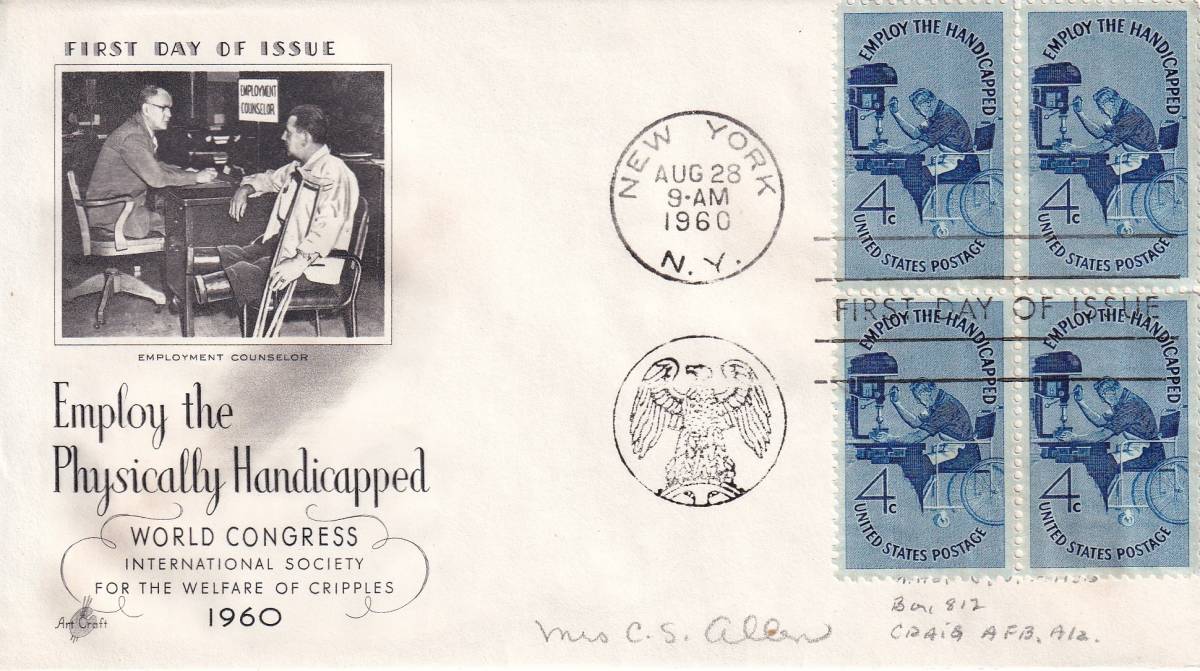 FIRST DAY OF ISSUE
EMPLOYMENT
COUNSELOR
EMPLOYMENT COUNSELOR
Employ the
Physically Handicapped
WORLD CONGRESS
INTERNATIONAL SOCIETY
FOR THE WELFARE OF CRIPPLES
1960
Art Craft
NEW YORK
AUG 28
9-AM
1960
N.Y.
EMPLOY THE HANDICAPPED
4c
UNITED STATES POSTAGE
EMPLOY THE HANDICAPPED
4c
UNITED STATES POSTAGE
FIRST DAY OF ISSUE
EMPLOY THE HANDICAPPED
4c
UNITED STATES POSTAGE
EMPLOY THE HANDICAPPED
4c
UNITED STATES POSTAGE
Mrs C. S. Allen
Box 812
CRAIG AFB, Ala.